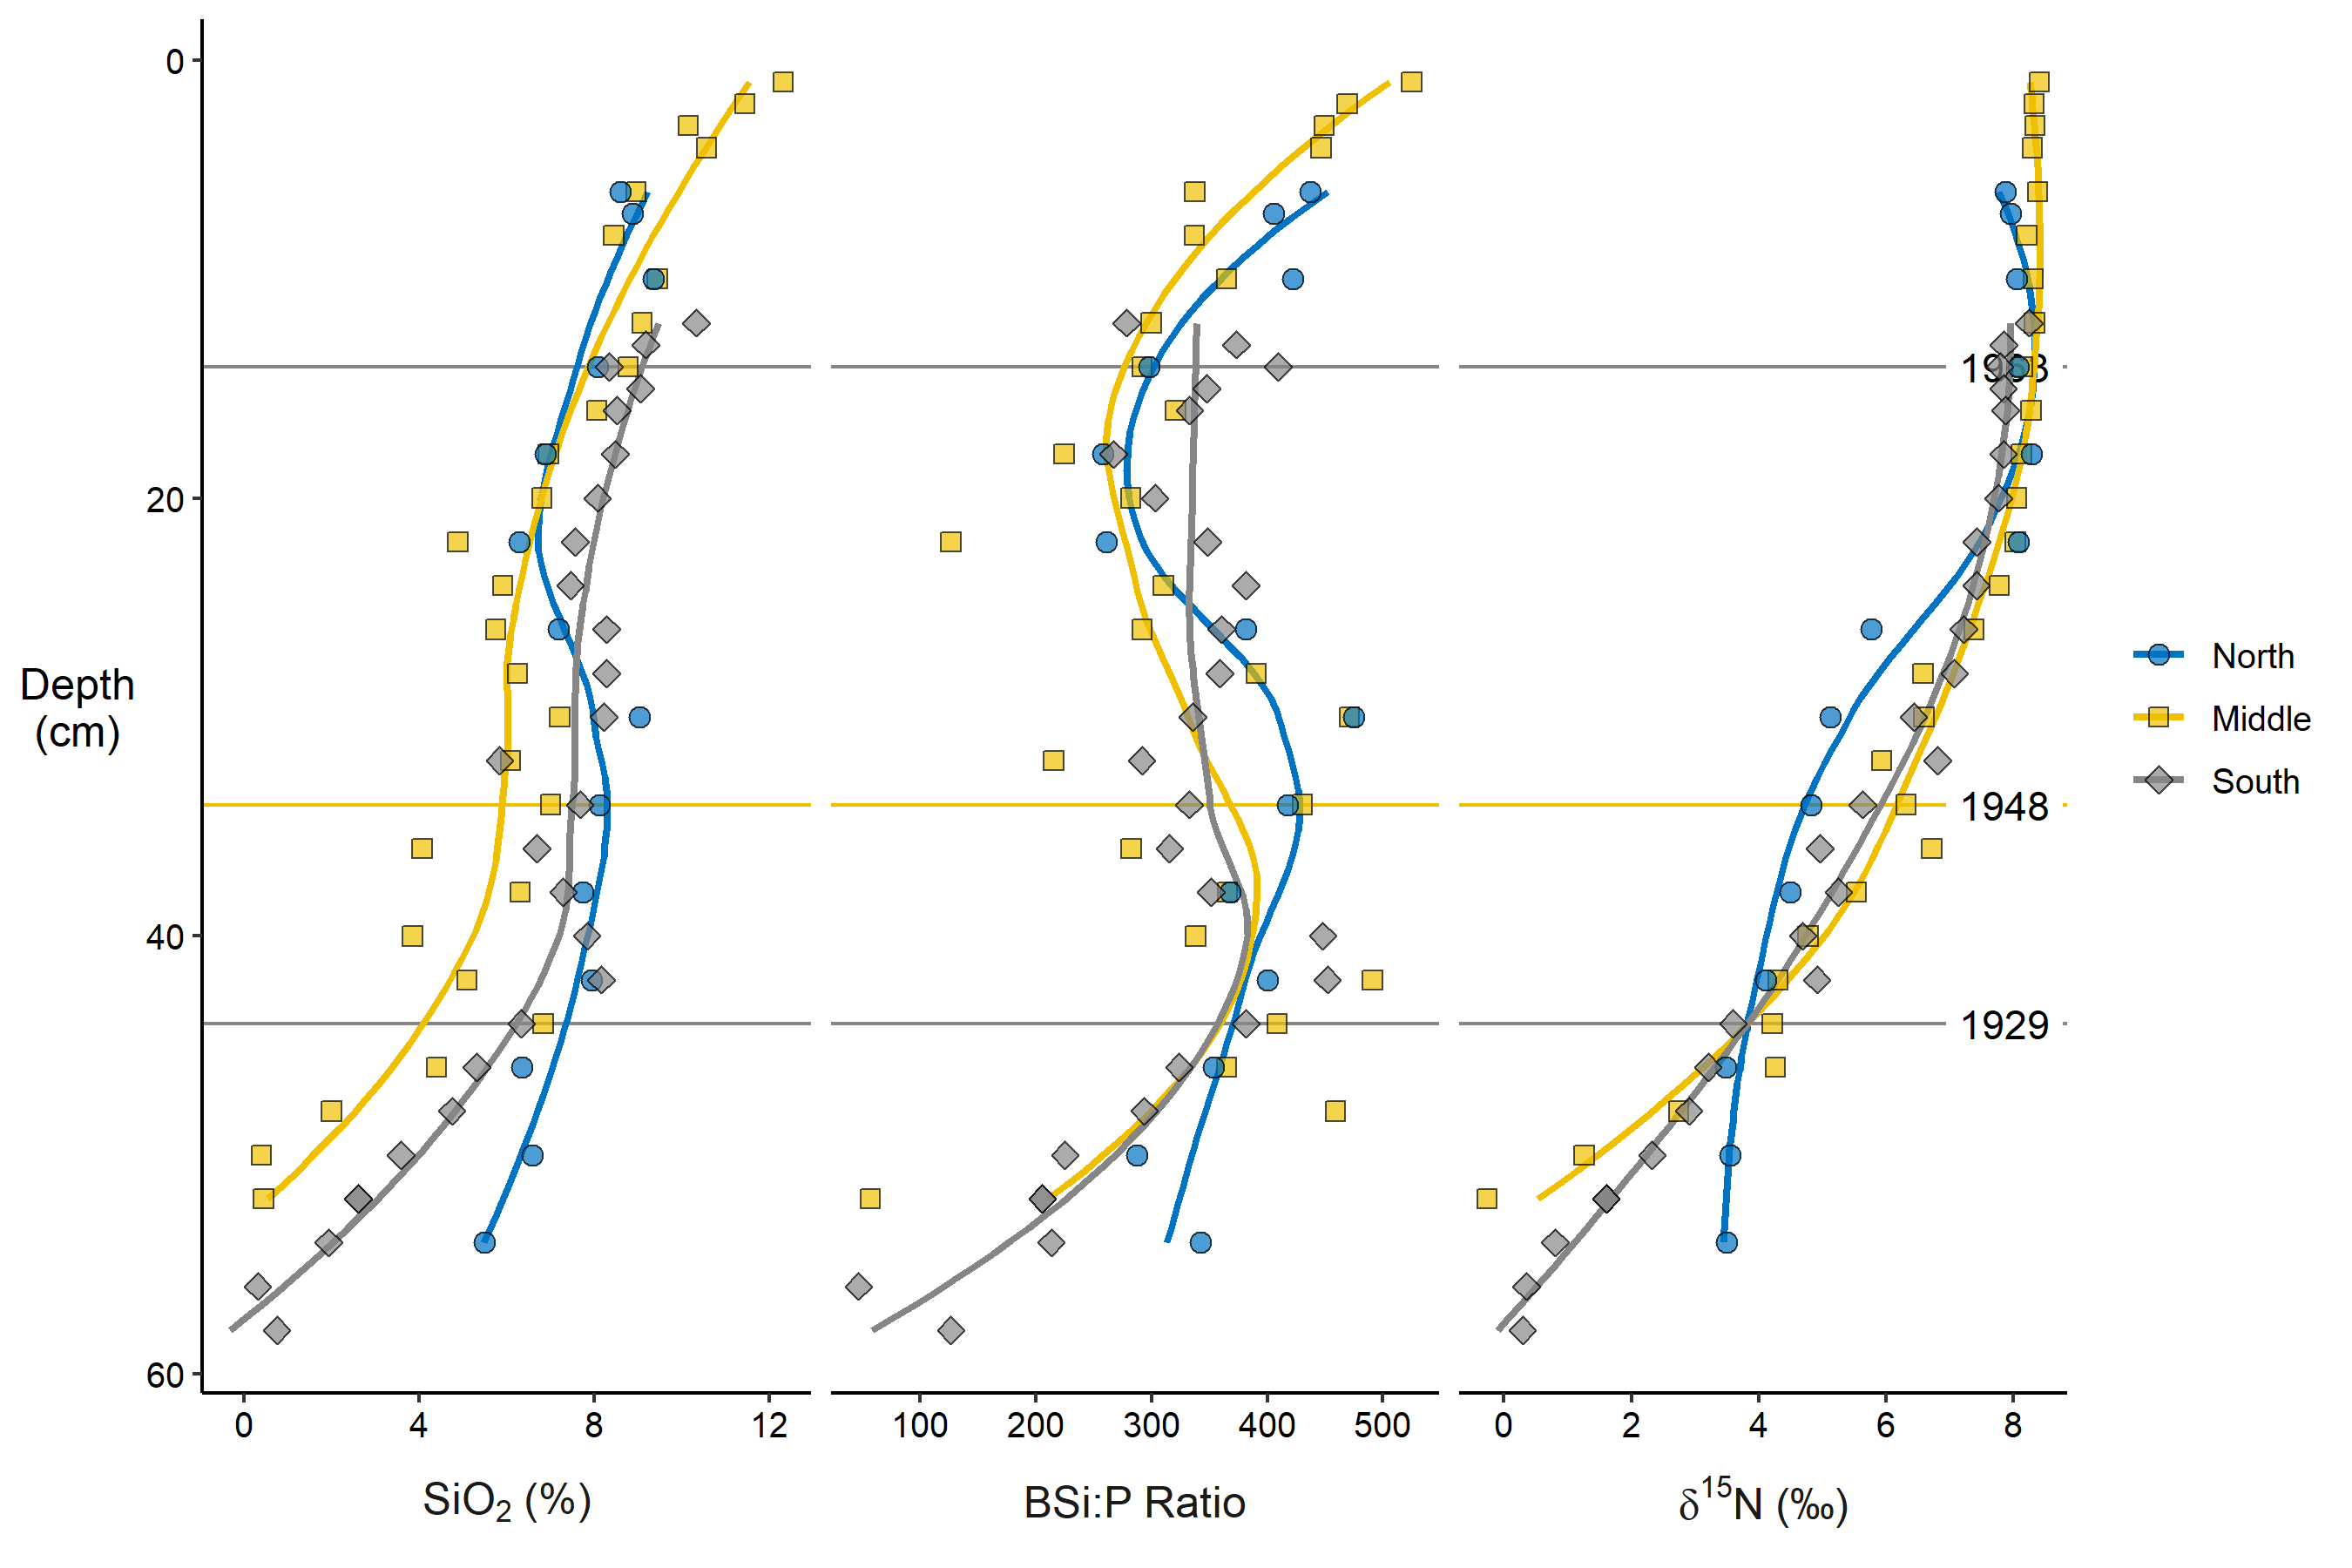 0
20
40
60
Depth
(cm)
1948
1929
0 4 8 12
100 200 300 400 500
0 2 4 6 8
SiO₂ (%)
BSi:P Ratio
δ¹⁵N (‰)
North
Middle
South